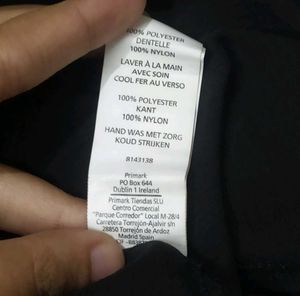 100% POLYESTER
DENTELLE
100% NYLON
LAVER À LA MAIN
AVEC SOIN
COOL FER AU VERSO
100% POLYESTER
KANT
100% NYLON
HAND WAS MET ZORG
KOUD STRIJKEN
8143138
Primark
PO Box 644
Dublin 1 Ireland
Primark Tiendas SLU
Centro Comercial
"Parque Corredor" Local M-28/4
Carretera Torrejón-Ajalvir s/n
28850 Torrejón de Ardoz
Madrid Spain